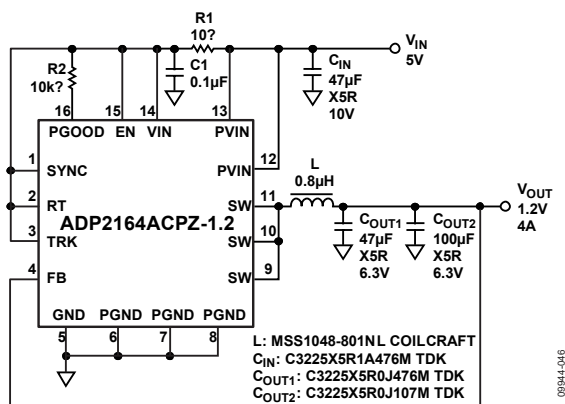 R1
10?
VIN
5V
R2
10k?
C1
0.1µF
CIN
47µF
X5R
10V
16
15
14
13
PGOOD
EN
VIN
PVIN
1
SYNC
PVIN
12
2
RT
SW
11
L
0.8µH
VOUT
1.2V
4A
ADP2164ACPZ-1.2
3
TRK
SW
10
COUT1
47µF
X5R
6.3V
COUT2
100µF
X5R
6.3V
4
FB
SW
9
GND
PGND
PGND
PGND
5
6
7
8
L: MSS1048-801NL COILCRAFT
CIN: C3225X5R1A476M TDK
COUT1: C3225X5R0J476M TDK
COUT2: C3225X5R0J107M TDK
09944-046